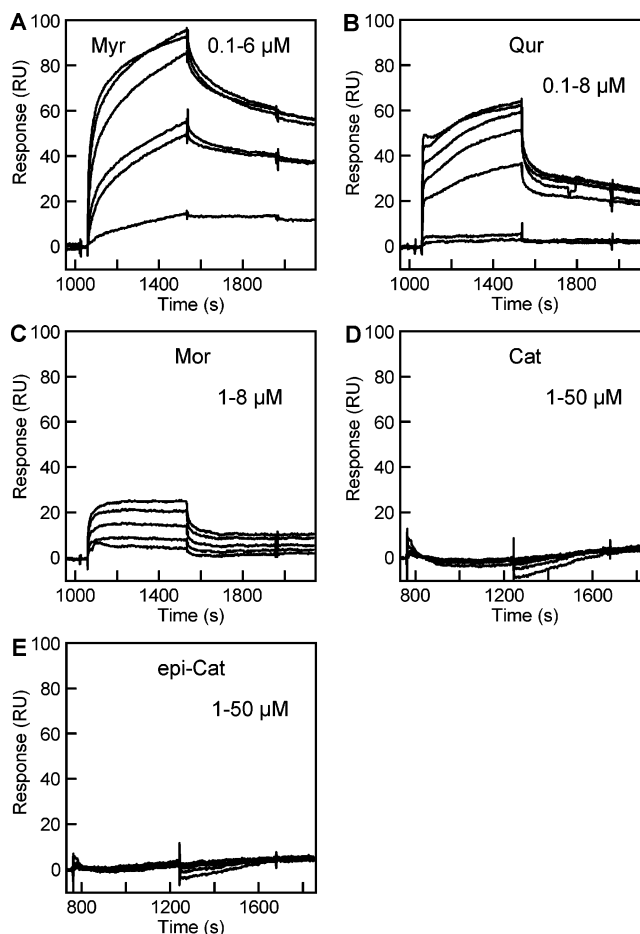 A
Myr
0.1-6 µM
Response (RU)
100
80
60
40
20
0
1000 1400 1800
Time (s)
B
Qur
0.1-8 µM
Response (RU)
100
80
60
40
20
0
1000 1400 1800
Time (s)
C
Mor
1-8 µM
Response (RU)
100
80
60
40
20
0
1000 1400 1800
Time (s)
D
Cat
1-50 µM
Response (RU)
100
80
60
40
20
0
800 1200 1600
Time (s)
E
epi-Cat
1-50 µM
Response (RU)
100
80
60
40
20
0
800 1200 1600
Time (s)